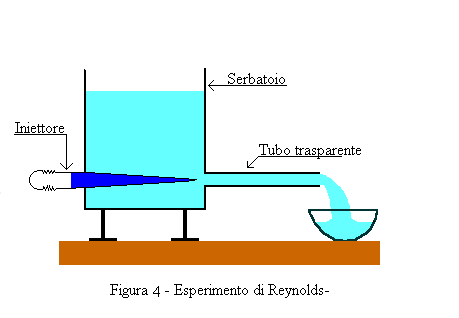 Serbatoio
Iniettore
Tubo trasparente
Figura 4 - Esperimento di Reynolds-